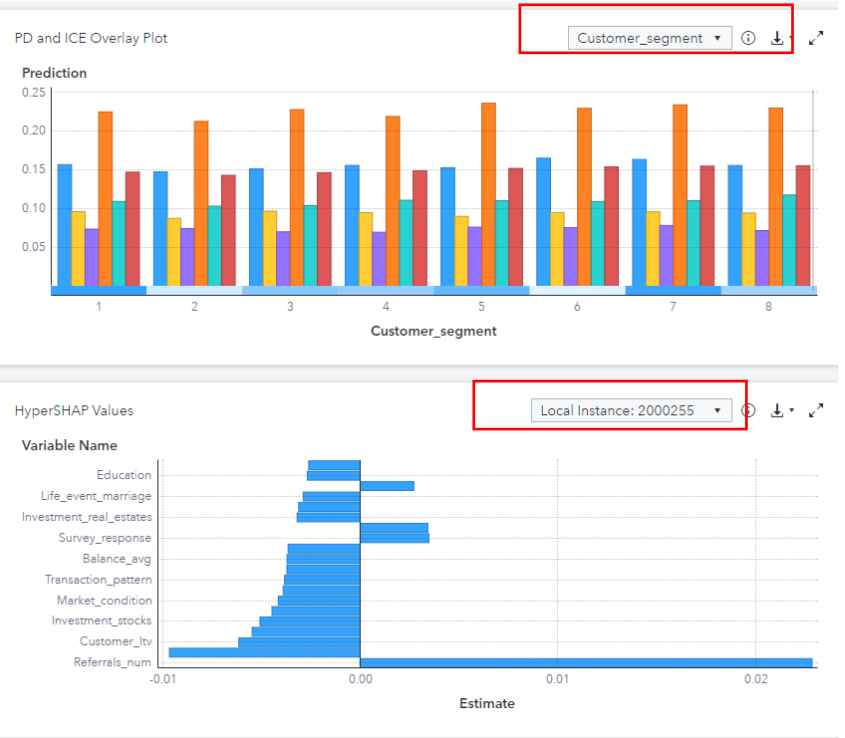 PD and ICE Overlay Plot
Customer_segment
Prediction
0.25
0.20
0.15
0.10
0.05
1 2 3 4 5 6 7 8
Customer_segment
HyperSHAP Values
Local Instance: 2000255
Variable Name
Education
Life_event_marriage
Investment_real_estates
Survey_response
Balance_avg
Transaction_pattern
Market_condition
Investment_stocks
Customer_ltv
Referrals_num
-0.01 0.00 0.01 0.02
Estimate